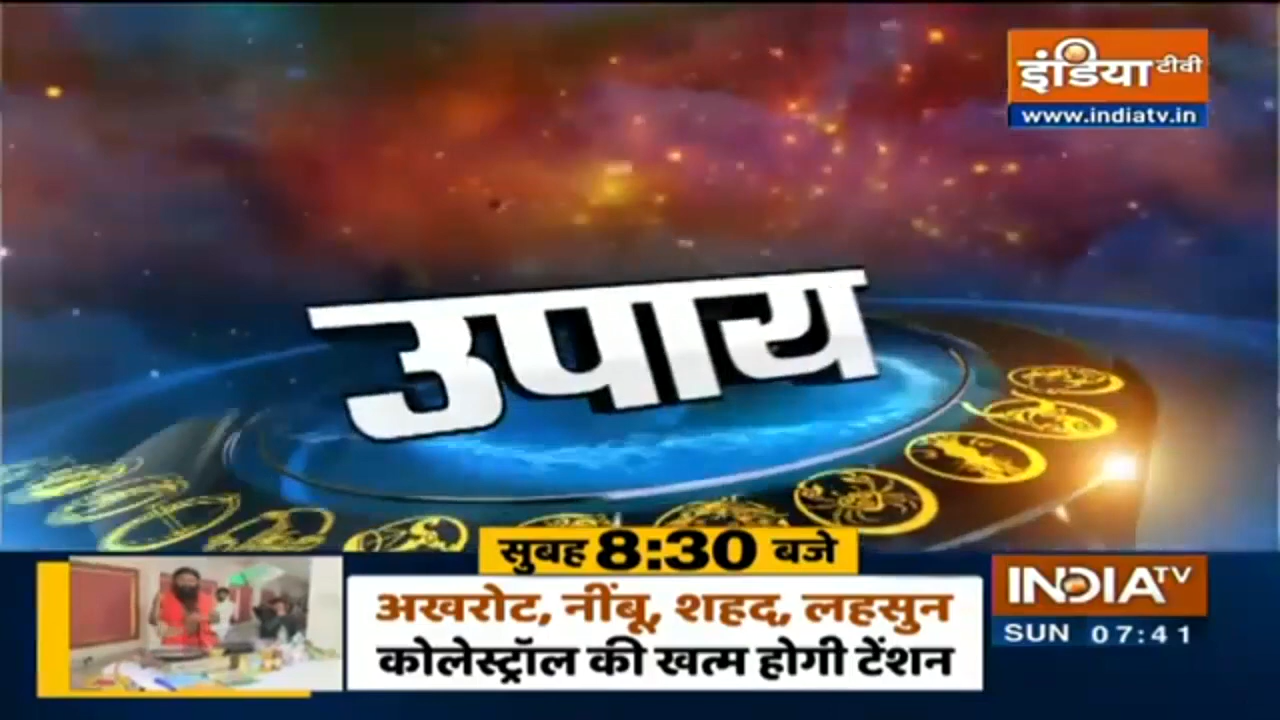 इंडिया टीवी
www.indiatv.in
उपाय
सुबह 8:30 बजे
अखरोट, नींबू, शहद, लहसुन
कोलेस्ट्रॉल की खत्म होगी टेंशन
INDIA TV
SUN 07:41